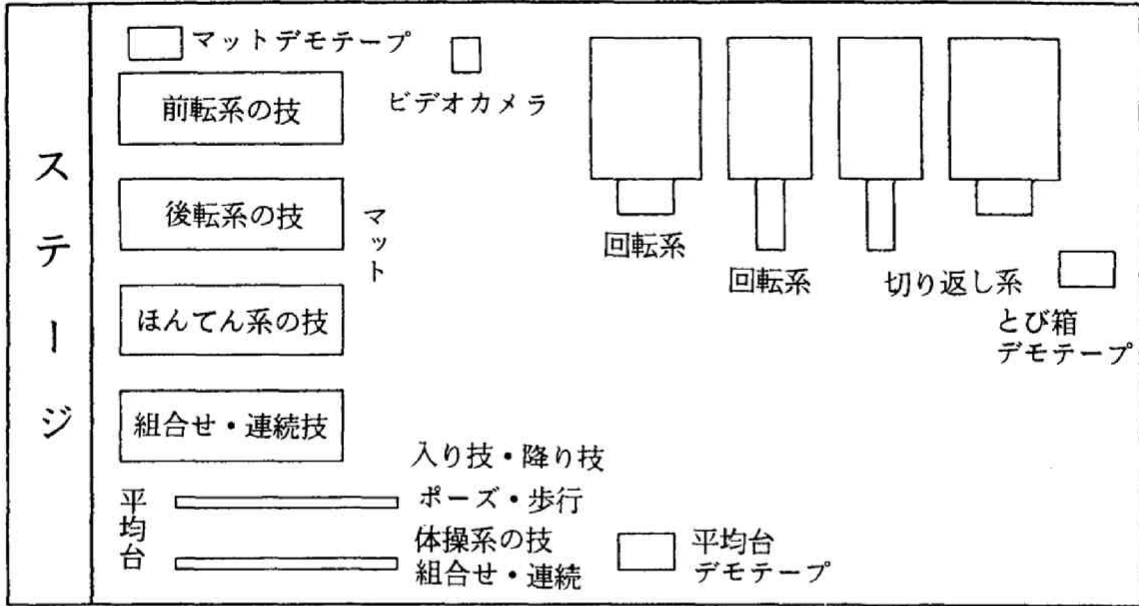 ステージ
マットデモテープ
ビデオカメラ
前転系の技
後転系の技
マット
ほんてん系の技
組合せ・連続技
回転系
回転系
切り返し系
とび箱
デモテープ
平均台
入り技・降り技
ポーズ・歩行
体操系の技
組合せ・連続
平均台
デモテープ